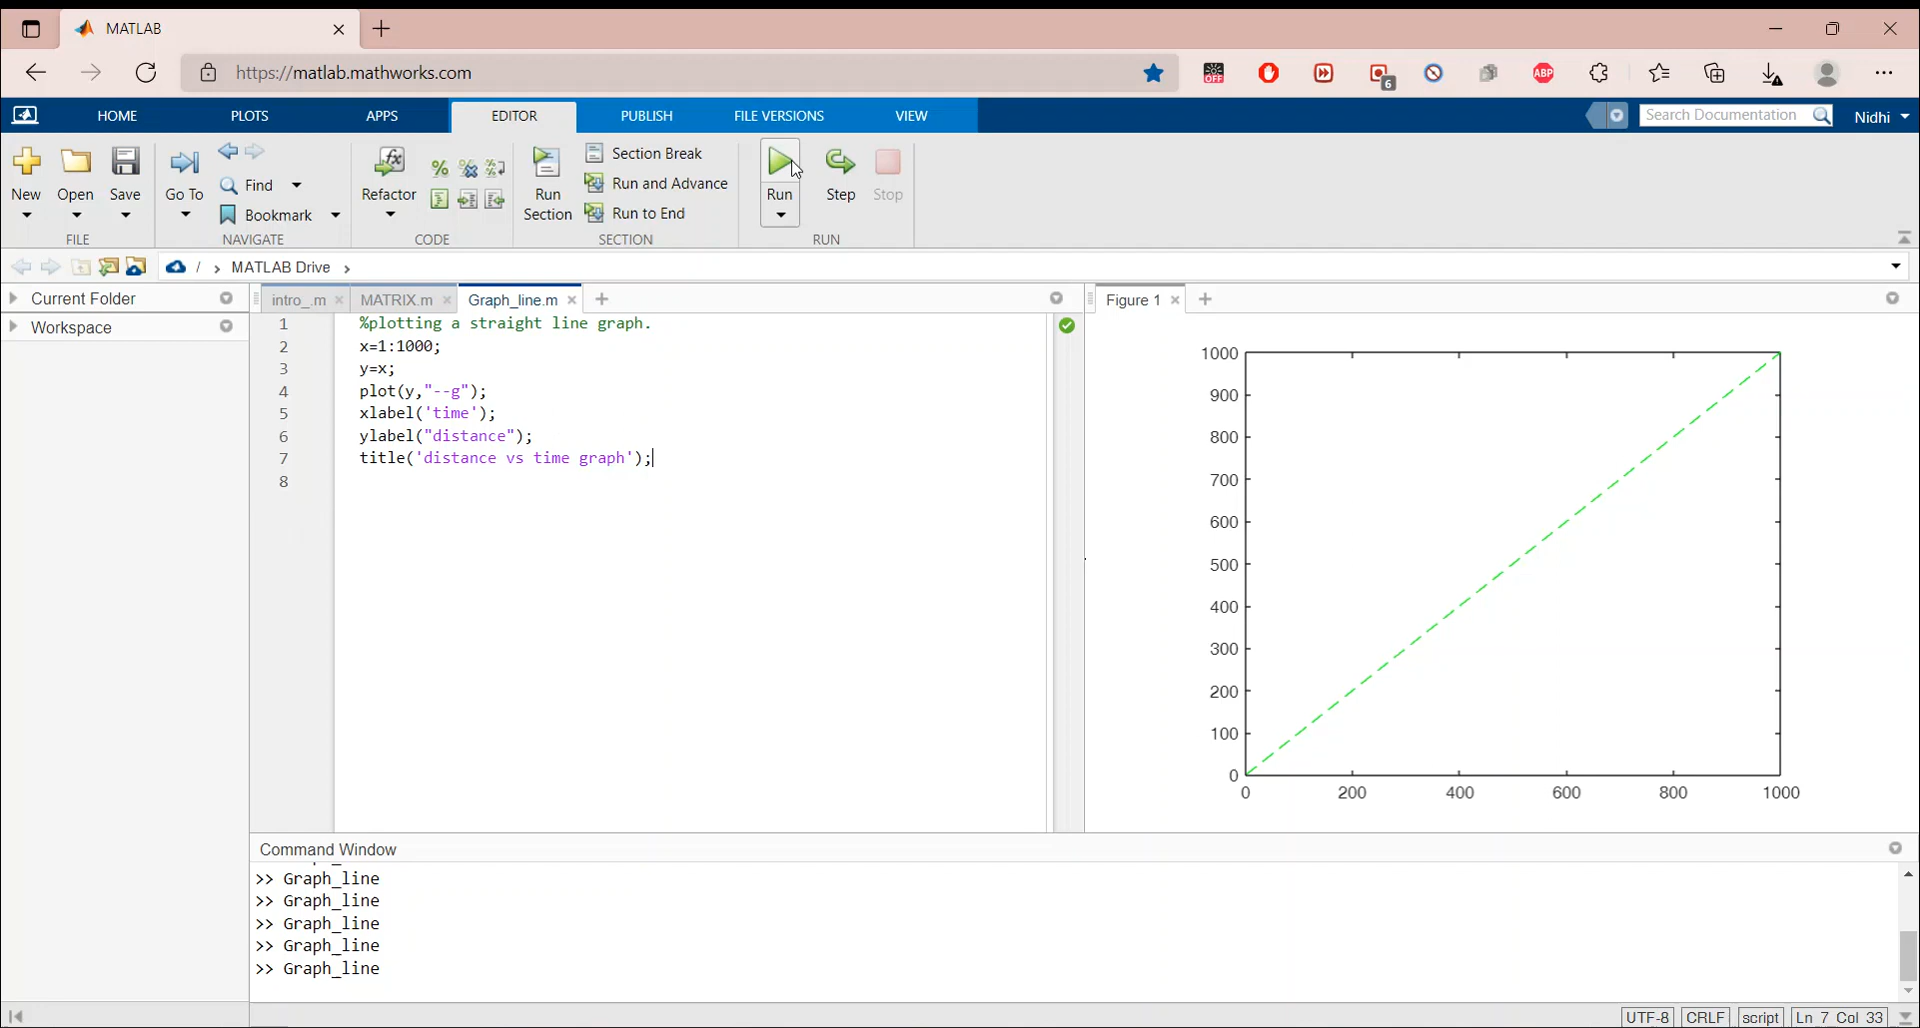 MATLAB
https://matlab.mathworks.com
OFF
6
ABP
HOME PLOTS APPS EDITOR PUBLISH FILE VERSIONS VIEW
Search Documentation
Nidhi
New Open Save
FILE
Go To
Find
Bookmark
NAVIGATE
Refactor
CODE
Run Section
Section Break
Run and Advance
Run to End
SECTION
Run Step Stop
RUN
/ › MATLAB Drive ›
Current Folder
Workspace
intro_.m MATRIX.m Graph_line.m
1 %plotting a straight line graph.
2 x=1:1000;
3 y=x;
4 plot(y,"--g");
5 xlabel('time');
6 ylabel("distance");
7 title('distance vs time graph');
8
Figure 1
1000
900
800
700
600
500
400
300
200
100
0
0 200 400 600 800 1000
Command Window
>> Graph_line
>> Graph_line
>> Graph_line
>> Graph_line
>> Graph_line
UTF-8 CRLF script Ln 7 Col 33